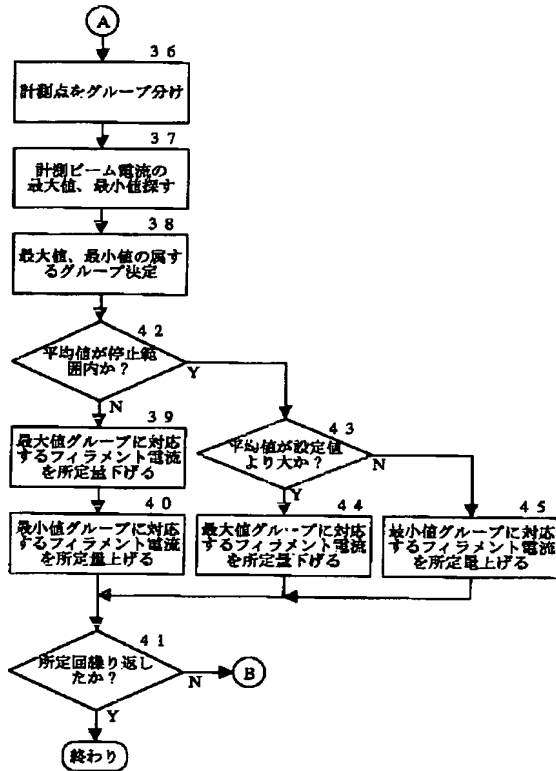 A
36
計測点をグループ分け
37
計測ビーム電流の
最大値、最小値探す
38
最大値、最小値の属す
るグループ決定
42
平均値が停止範
囲内か?
Y
N
39
最大値グループに対応
するフィラメント電流
を所定量下げる
43
平均値が設定値
より大か?
N
Y
40
最小値グループに対応
するフィラメント電流
を所定量上げる
44
最大値グループに対応
するフィラメント電流
を所定量下げる
45
最小値グループに対応
するフィラメント電流
を所定量上げる
41
所定回繰り返し
たか?
N
B
Y
終わり